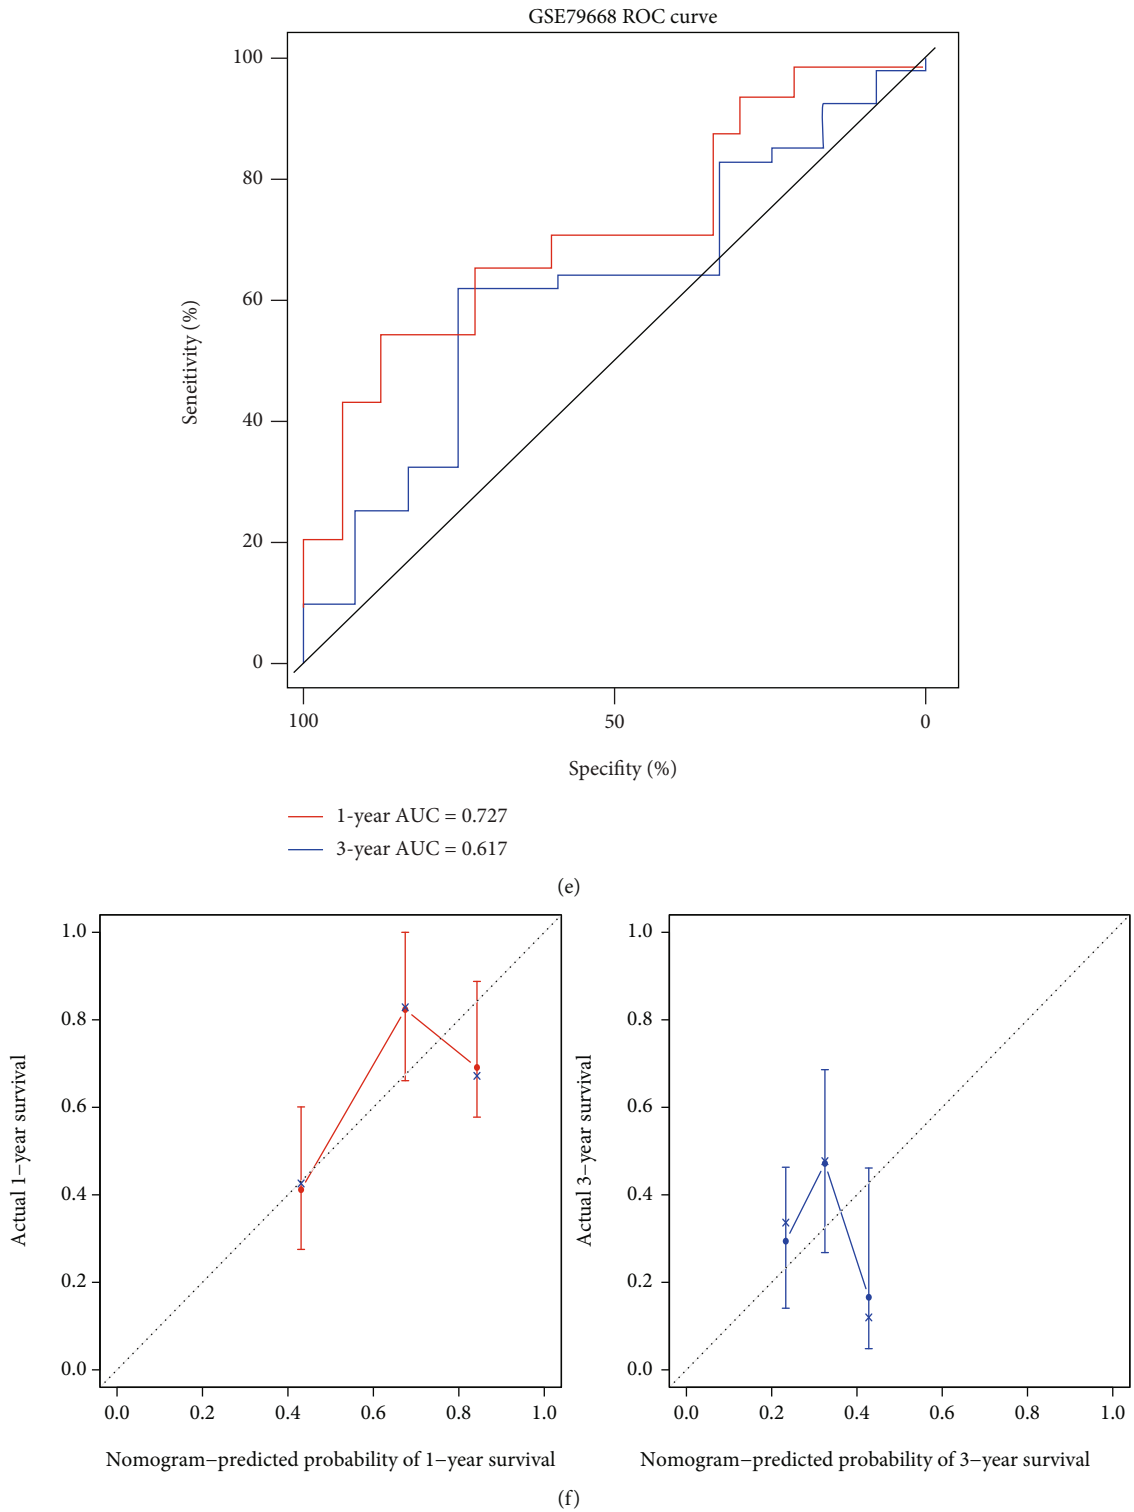 GSE79668 ROC curve
100
80
60
40
20
0
Seneitivity (%)
100 50 0
Specifity (%)
1-year AUC = 0.727
3-year AUC = 0.617
(e)
1.0
0.8
0.6
0.4
0.2
0.0
Actual 1−year survival
0.0 0.2 0.4 0.6 0.8 1.0
Nomogram−predicted probability of 1−year survival
1.0
0.8
0.6
0.4
0.2
0.0
Actual 3−year survival
0.0 0.2 0.4 0.6 0.8 1.0
Nomogram−predicted probability of 3−year survival
(f)